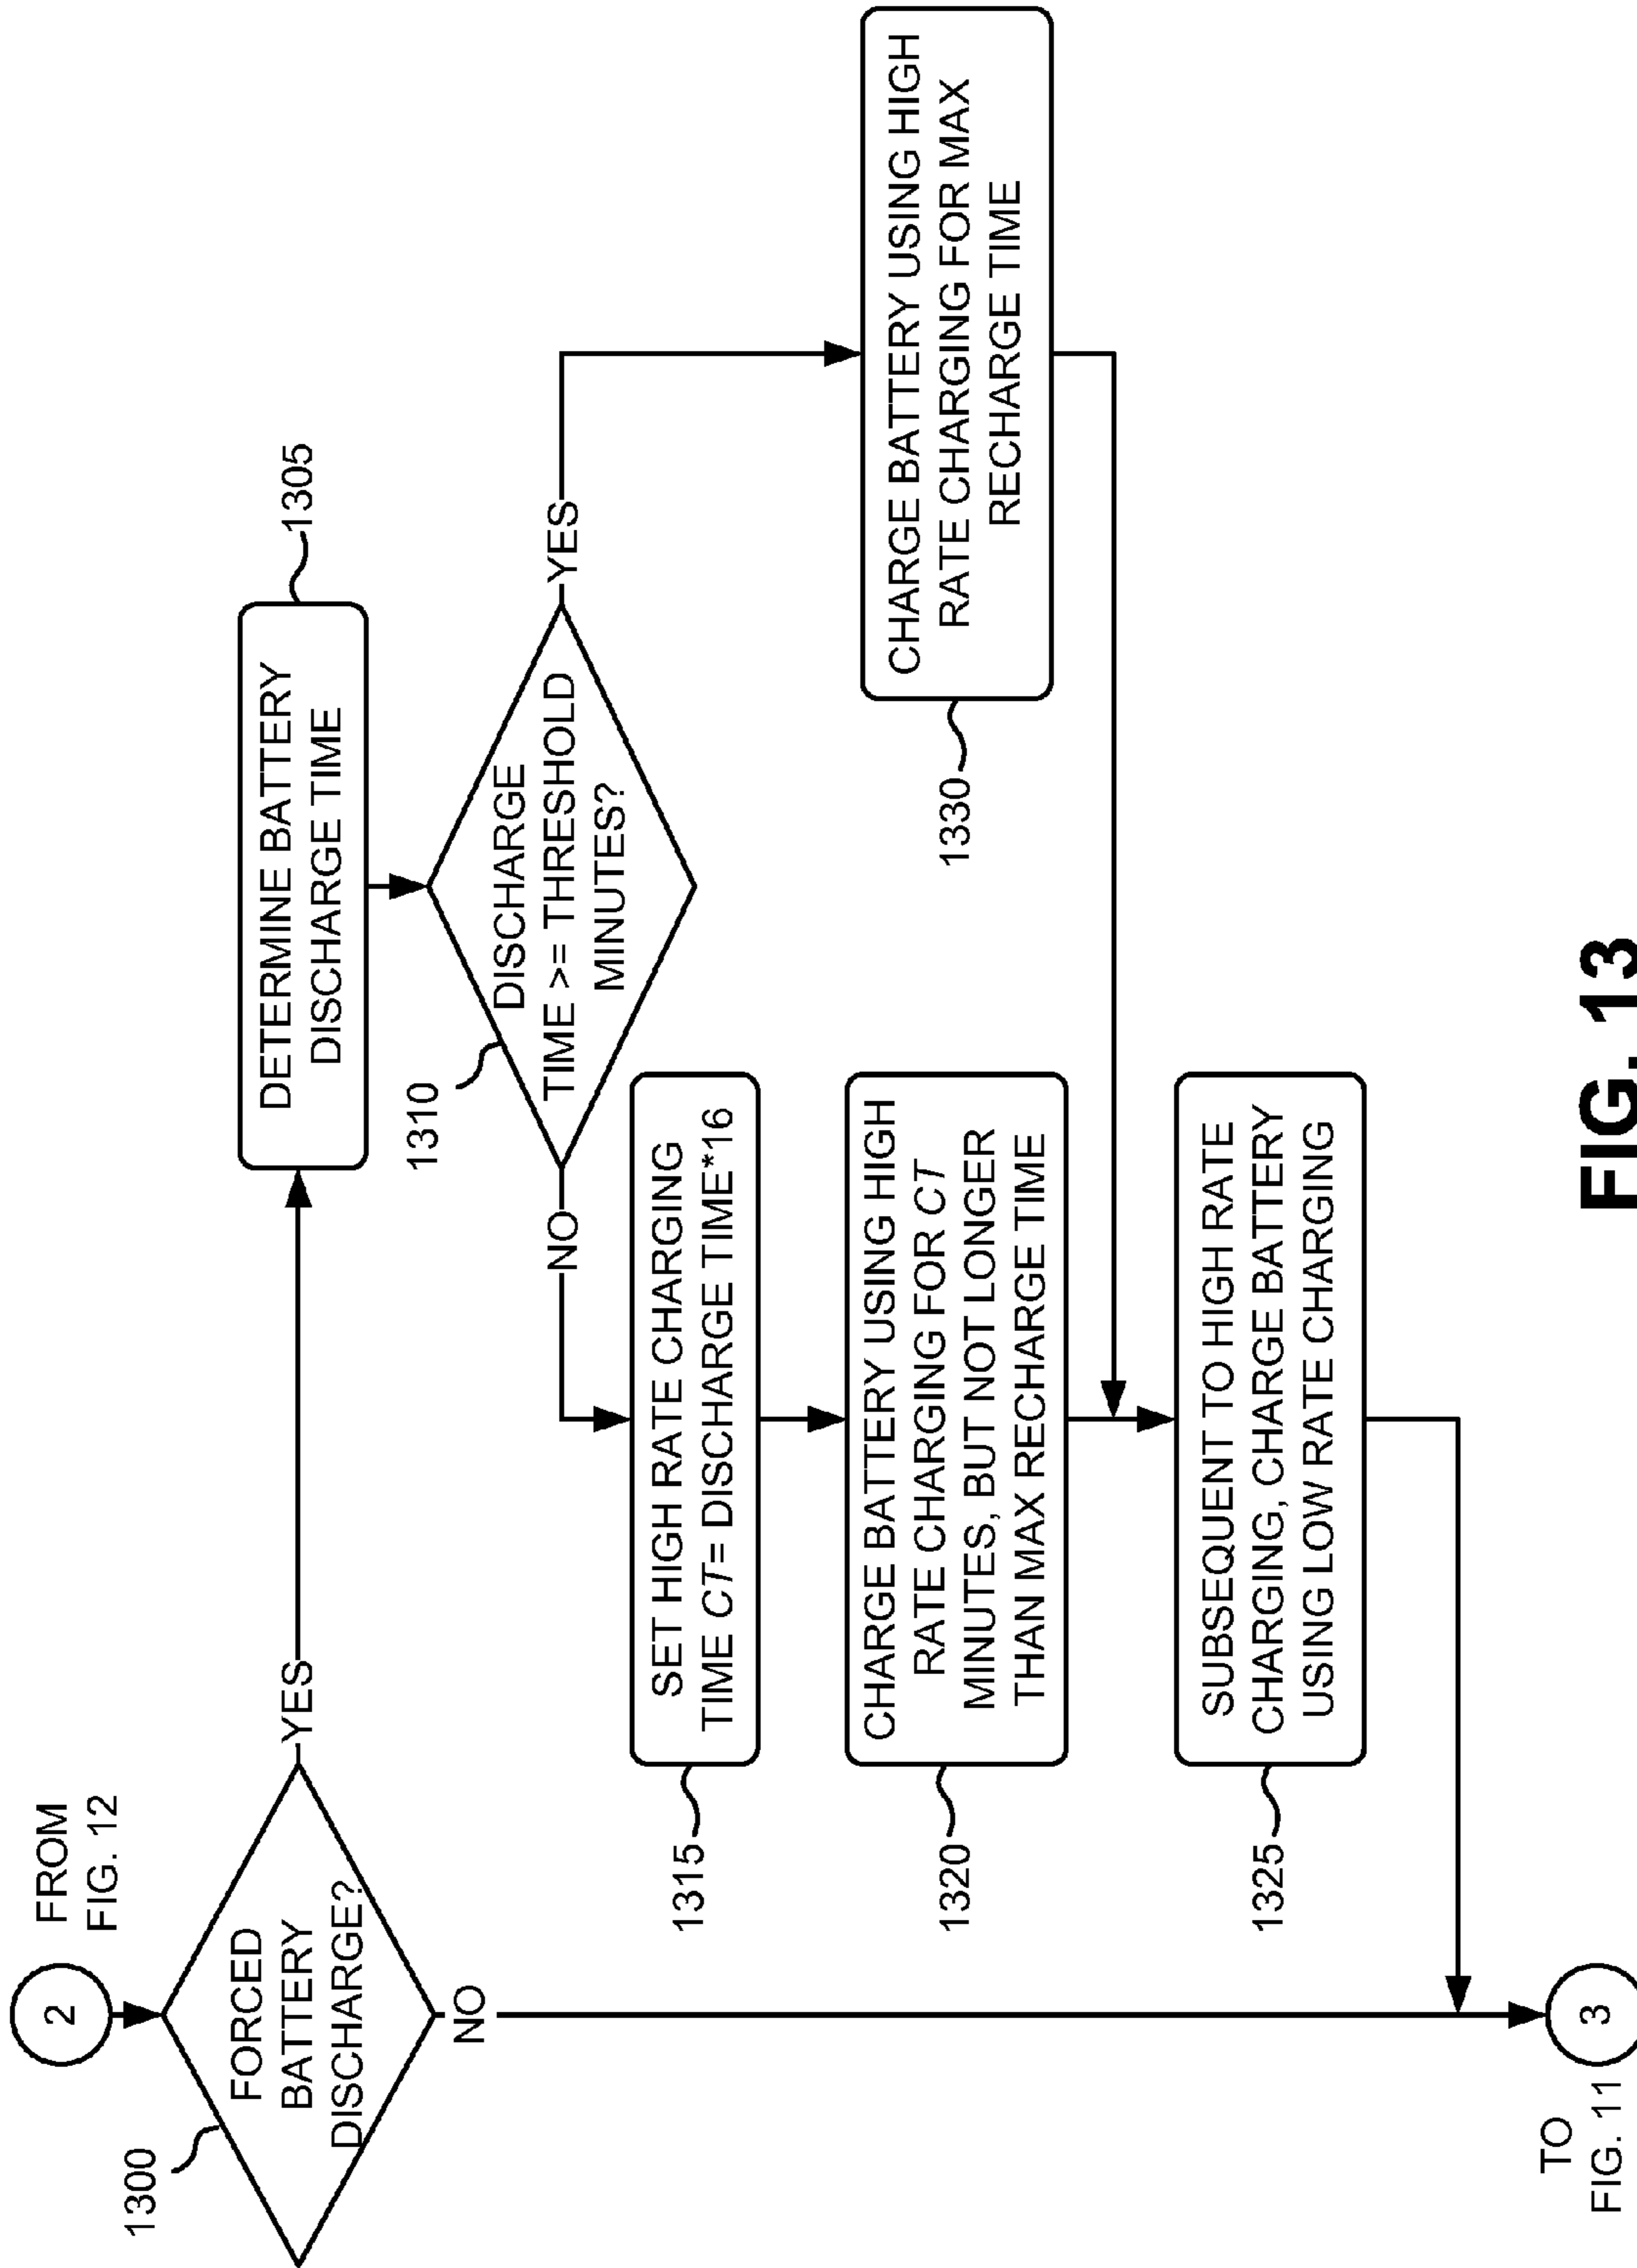 2
FROM
FIG. 12
1300
FORCED
BATTERY
DISCHARGE?
YES
NO
DETERMINE BATTERY
DISCHARGE TIME
1305
1310
DISCHARGE
TIME >= THRESHOLD
MINUTES?
NO
YES
1315
SET HIGH RATE CHARGING
TIME CT= DISCHARGE TIME*16
1320
CHARGE BATTERY USING HIGH
RATE CHARGING FOR CT
MINUTES, BUT NOT LONGER
THAN MAX RECHARGE TIME
1330
CHARGE BATTERY USING HIGH
RATE CHARGING FOR MAX
RECHARGE TIME
1325
SUBSEQUENT TO HIGH RATE
CHARGING, CHARGE BATTERY
USING LOW RATE CHARGING
TO
FIG. 11
3
FIG. 13